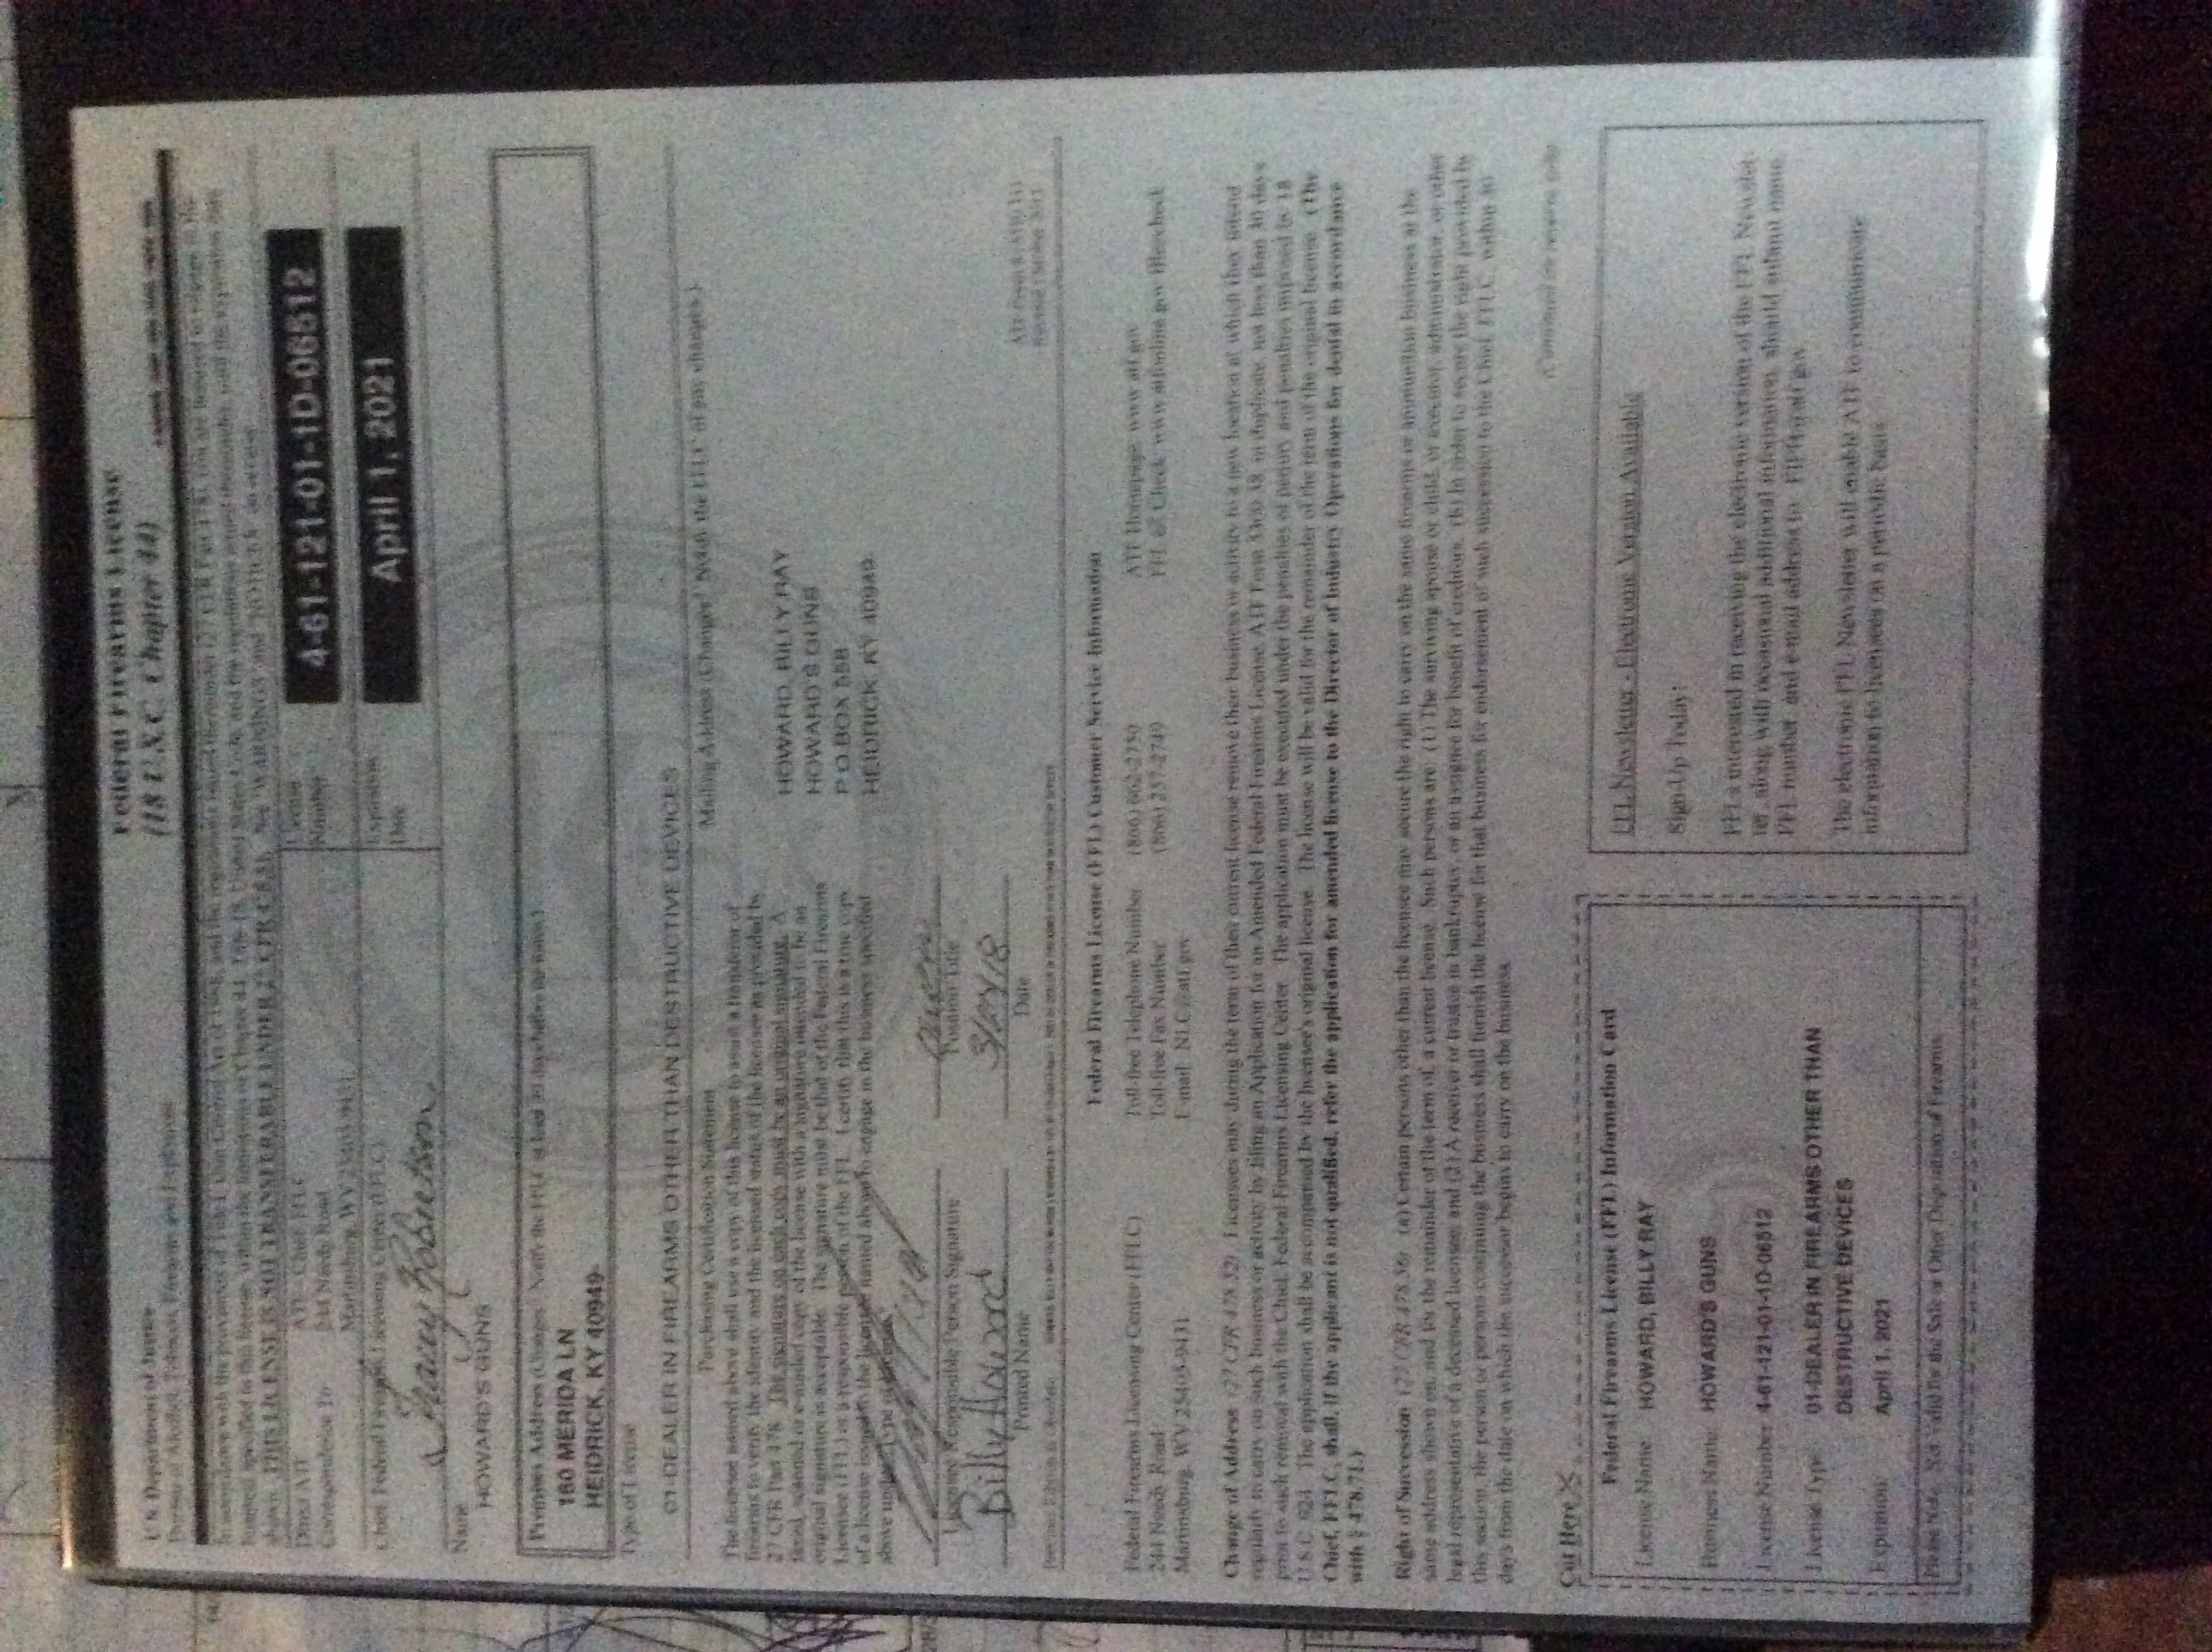 Federal Firearms License
(18 U.S.C. Chapter 44)
U.S. Department of Justice
Bureau of Alcohol, Tobacco, Firearms and Explosives
In accordance with the provisions of Title I, Gun Control Act of 1968, and the regulations issued thereunder (27 CFR Part 478), you are licensed to engage in the
business specified in this license, within the limitations of Chapter 44, Title 18, United States Code, and the regulations issued thereunder, until the expiration date
shown. THIS LICENSE IS NOT TRANSFERABLE UNDER 27 CFR 478.51. See "WARNINGS" and "NOTICES" on reverse.
Direct ATF
Correspondence To
ATF - Chief, FFLC
244 Needy Road
Martinsburg, WV 25405-9431
License
Number
4-61-121-01-1D-06512
Chief, Federal Firearms Licensing Center (FFLC)
Tracey Robertson
Expiration
Date
April 1, 2021
Name
HOWARD'S GUNS
Premises Address (Changes? Notify the FFLC at least 30 days before the move.)
160 MERIDA LN
HEIDRICK, KY 40949-
Type of License
01-DEALER IN FIREARMS OTHER THAN DESTRUCTIVE DEVICES
Purchasing Certification Statement
The licensee named above shall use a copy of this license to assist a transferor of
firearms to verify the identity and the licensed status of the licensee as provided by
27 CFR Part 478. The signature on each copy must be an original signature. A
faxed, scanned or e-mailed copy of the license with a signature intended to be an
original signature is acceptable. The signature must be that of the Federal Firearms
Licensee (FFL) or a responsible person of the FFL. I certify that this is a true copy
of a license issued to the licensee named above to engage in the business specified
above under "Type of License."
Mailing Address (Changes? Notify the FFLC of any changes.)
HOWARD, BILLY RAY
HOWARD'S GUNS
P O BOX 558
HEIDRICK, KY 40949-
Licensee/Responsible Person Signature
Position/Title
Billy Howard
Printed Name
Date
Previous Edition is Obsolete
Federal Firearms License (FFL) Customer Service Information
Federal Firearms Licensing Center (FFLC)
244 Needy Road
Martinsburg, WV 25405-9431
Toll-free Telephone Number (866) 662-2750
Toll-free Fax Number (866) 257-2749
E-mail: NLC@atf.gov
ATF Homepage: www.atf.gov
FFL eZ Check: www.atfonline.gov/fflezcheck
Change of Address (27 CFR 478.52). Licensees may during the term of their current license remove their business or activity to a new location at which they intend
regularly to carry on such business or activity by filing an Application for an Amended Federal Firearms License, ATF Form 5300.38, in duplicate, not less than 30 days
prior to such removal with the Chief, Federal Firearms Licensing Center. The application must be executed under the penalties of perjury and penalties imposed by 18
U.S.C. 924. The application shall be accompanied by the licensee's original license. The license will be valid for the remainder of the term of the original license. (The
Chief, FFLC, shall, if the applicant is not qualified, refer the application for amended license to the Director of Industry Operations for denial in accordance
with § 478.71.)
Right of Succession (27 CFR 478.56). (a) Certain persons other than the licensee may secure the right to carry on the same firearms or ammunition business at the
same address shown on, and for the remainder of the term of, a current license. Such persons are: (1) The surviving spouse or child, or executor, administrator, or other
legal representative of a deceased licensee; and (2) A receiver or trustee in bankruptcy, or an assignee for benefit of creditors. (b) In order to secure the right provided by
this section, the person or persons continuing the business shall furnish the license for that business for endorsement of such succession to the Chief, FFLC, within 30
days from the date on which the successor begins to carry on the business.
(Continued on reverse side)
Cut Here
Federal Firearms License (FFL) Information Card
License Name: HOWARD, BILLY RAY
Business Name: HOWARD'S GUNS
License Number: 4-61-121-01-1D-06512
License Type: 01-DEALER IN FIREARMS OTHER THAN
DESTRUCTIVE DEVICES
Expiration: April 1, 2021
Please Note: Not Valid for the Sale or Other Disposition of Firearms.
FFL Newsletter - Electronic Version Available
Sign-Up Today!
FFLs interested in receiving the electronic version of the FFL Newslet-
ter, along with occasional additional information, should submit name,
FFL number, and e-mail address to:
The electronic FFL Newsletter will enable ATF to communicate
information to licensees on a periodic basis.